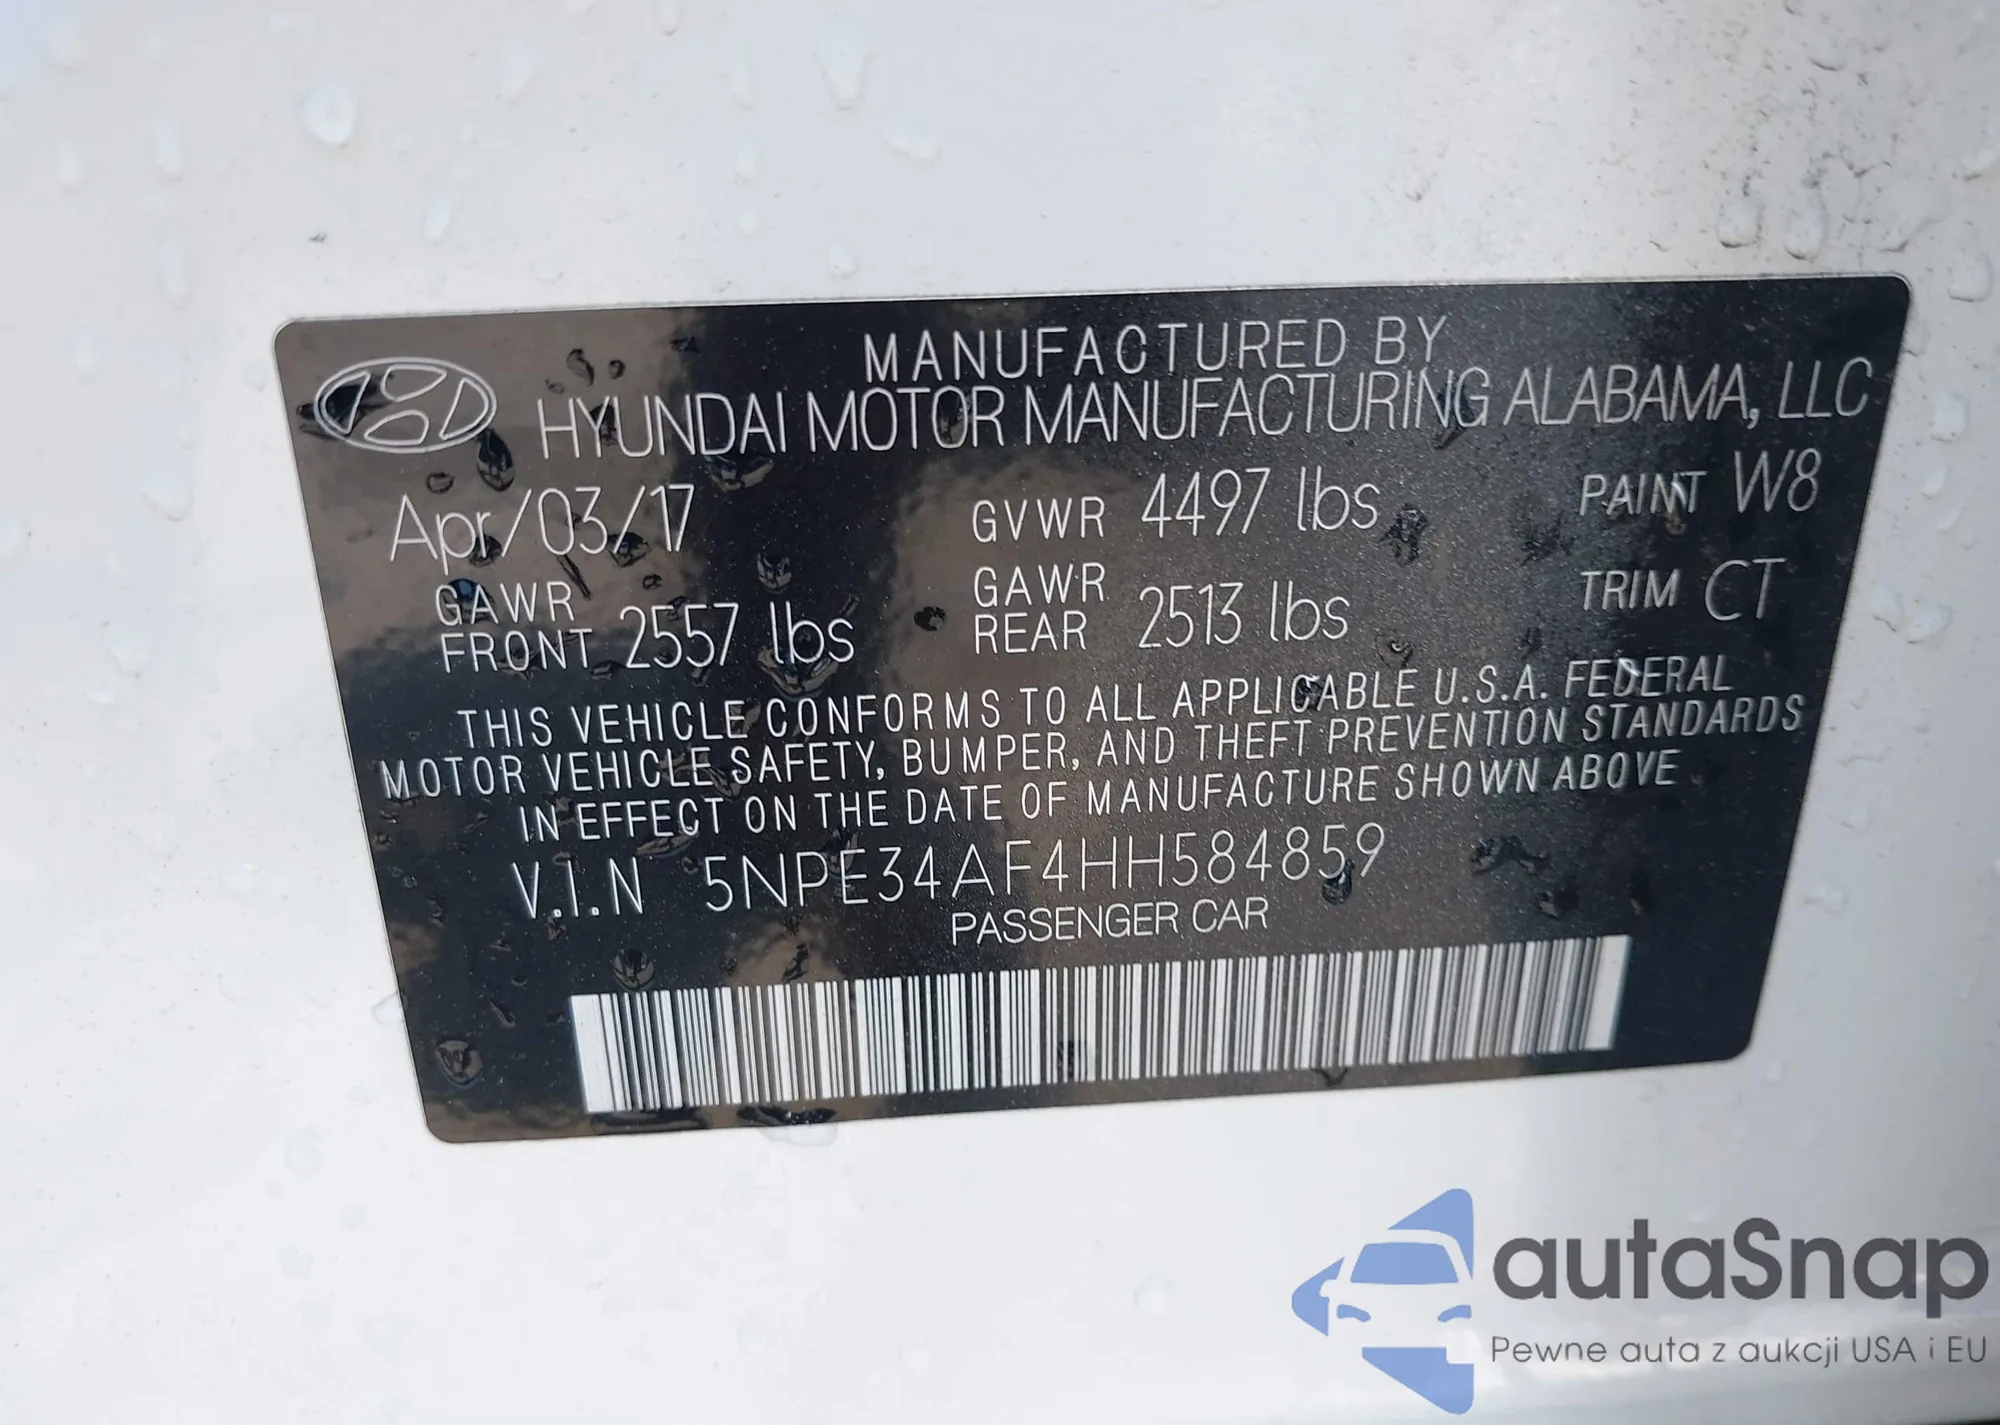 MANUFACTURED BY
HYUNDAI MOTOR MANUFACTURING ALABAMA, LLC
Apr/03/17 GVWR 4497 lbs PAINT W8
GAWR FRONT 2557 lbs GAWR REAR 2513 lbs TRIM CT
THIS VEHICLE CONFORMS TO ALL APPLICABLE U.S.A. FEDERAL
MOTOR VEHICLE SAFETY, BUMPER, AND THEFT PREVENTION STANDARDS
IN EFFECT ON THE DATE OF MANUFACTURE SHOWN ABOVE
V.I.N 5NPE34AF4HH584859
PASSENGER CAR
autaSnap
Pewne auta z aukcji USA i EU